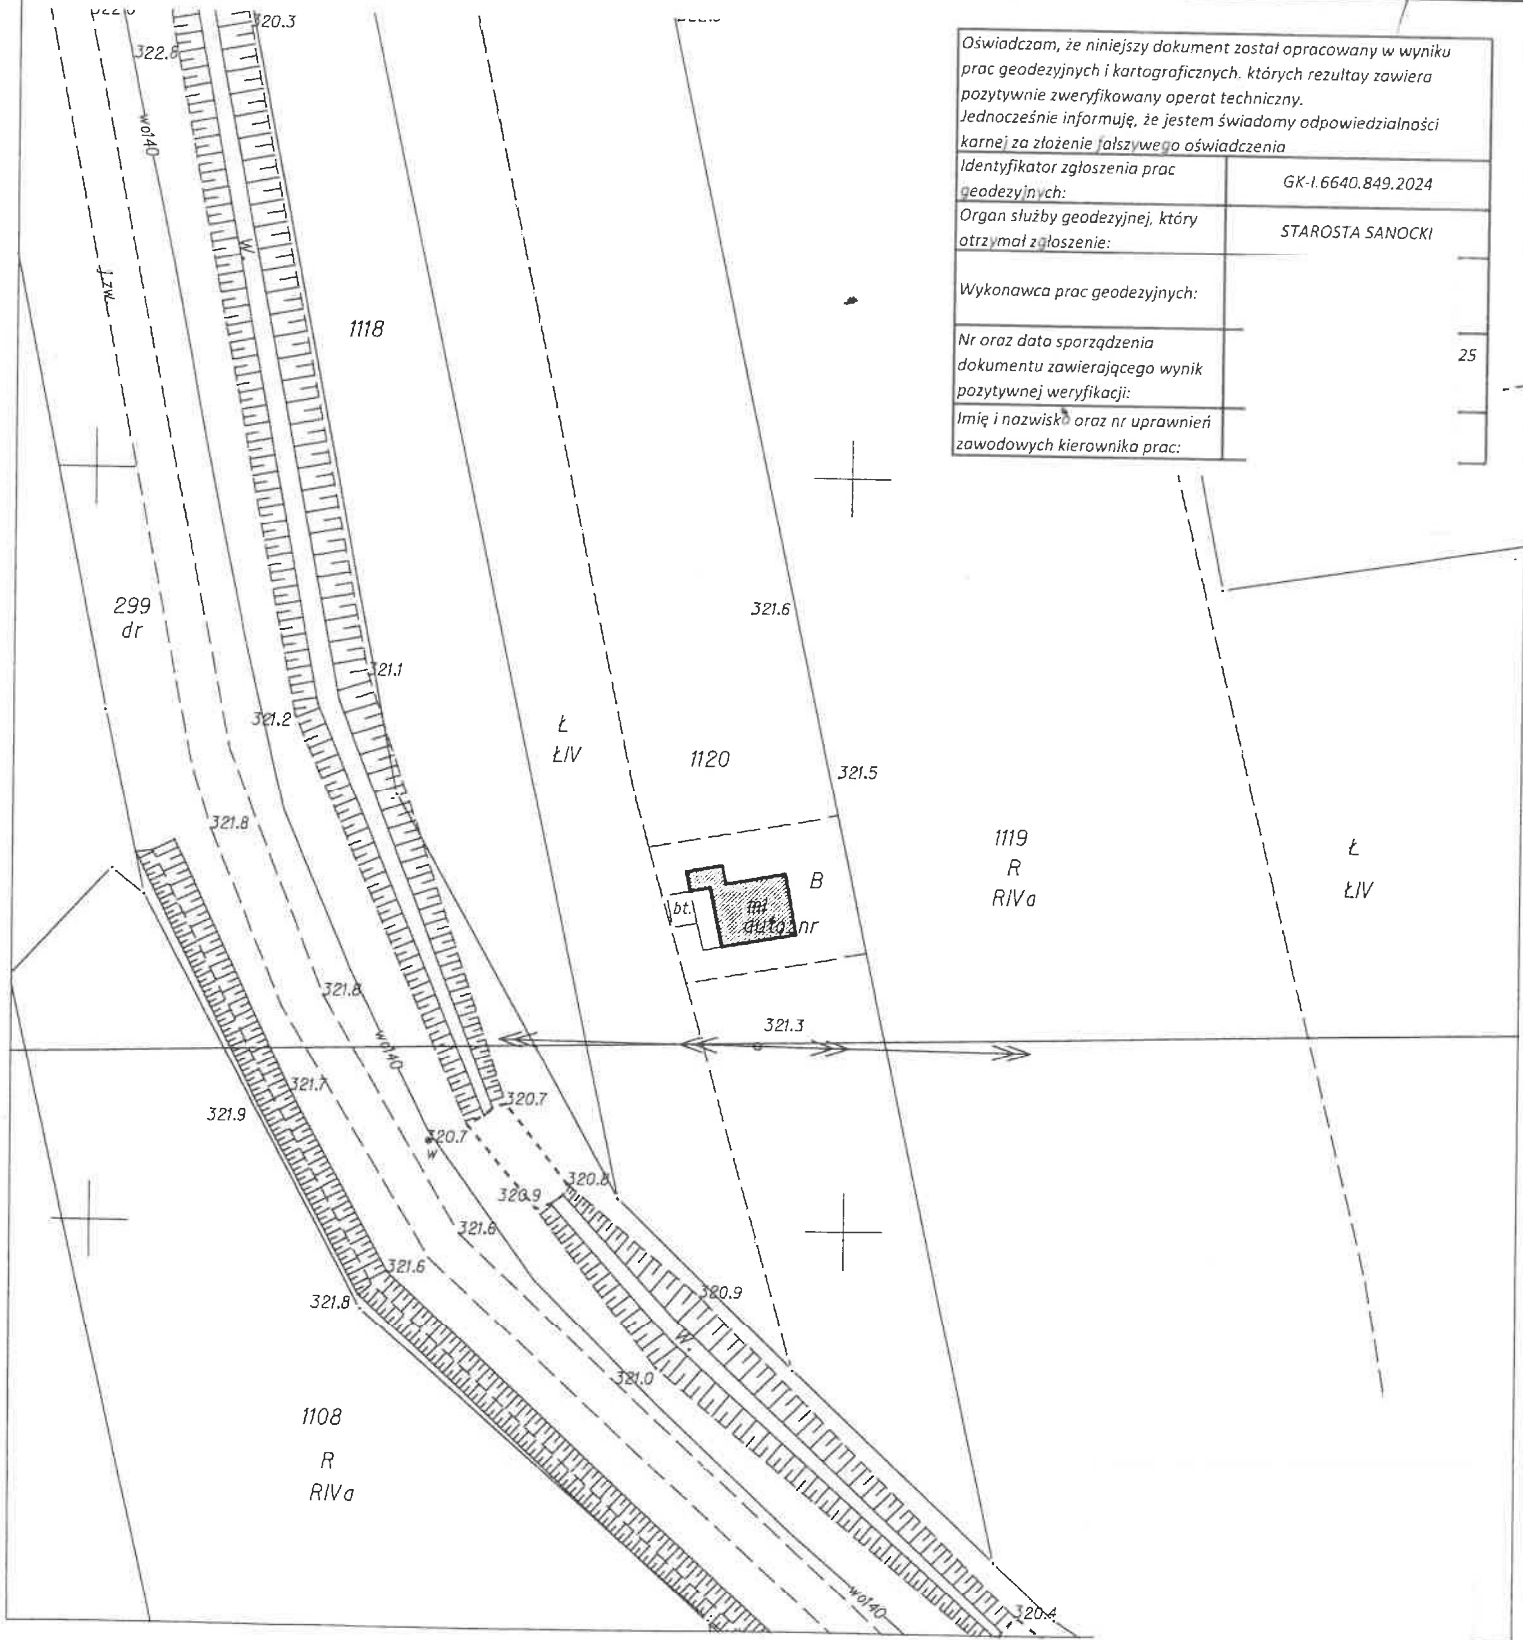 320.3
322.8
Oświadczam, że niniejszy dokument został opracowany w wyniku
prac geodezyjnych i kartograficznych. których rezultay zawiera
pozytywnie zweryfikowany operat techniczny.
Jednocześnie informuję, że jestem świadomy odpowiedzialności
karnej za złożenie fałszywego oświadczenia
Identyfikator zgłoszenia prac
geodezyjnych:
GK-I.6640.849.2024
Organ służby geodezyjnej, który
otrzymał zgłoszenie:
STAROSTA SANOCKI
Wykonawca prac geodezyjnych:
Nr oraz data sporządzenia
dokumentu zawierającego wynik
pozytywnej weryfikacji:
25
Imię i nazwisko oraz nr uprawnień
zawodowych kierownika prac:
wo140
W.
j.zw.
1118
299
dr
321.6
321.1
321.2
Ł
ŁIV
1120
321.5
321.8
1119
R
RIVa
Ł
ŁIV
B
bt.
m1
321.8
wo140
321.3
321.7
321.9
320.7
320.7
w
320.8
320.9
321.6
321.6
321.8
320.9
W.
321.0
1108
R
RIVa
wo140
320.4